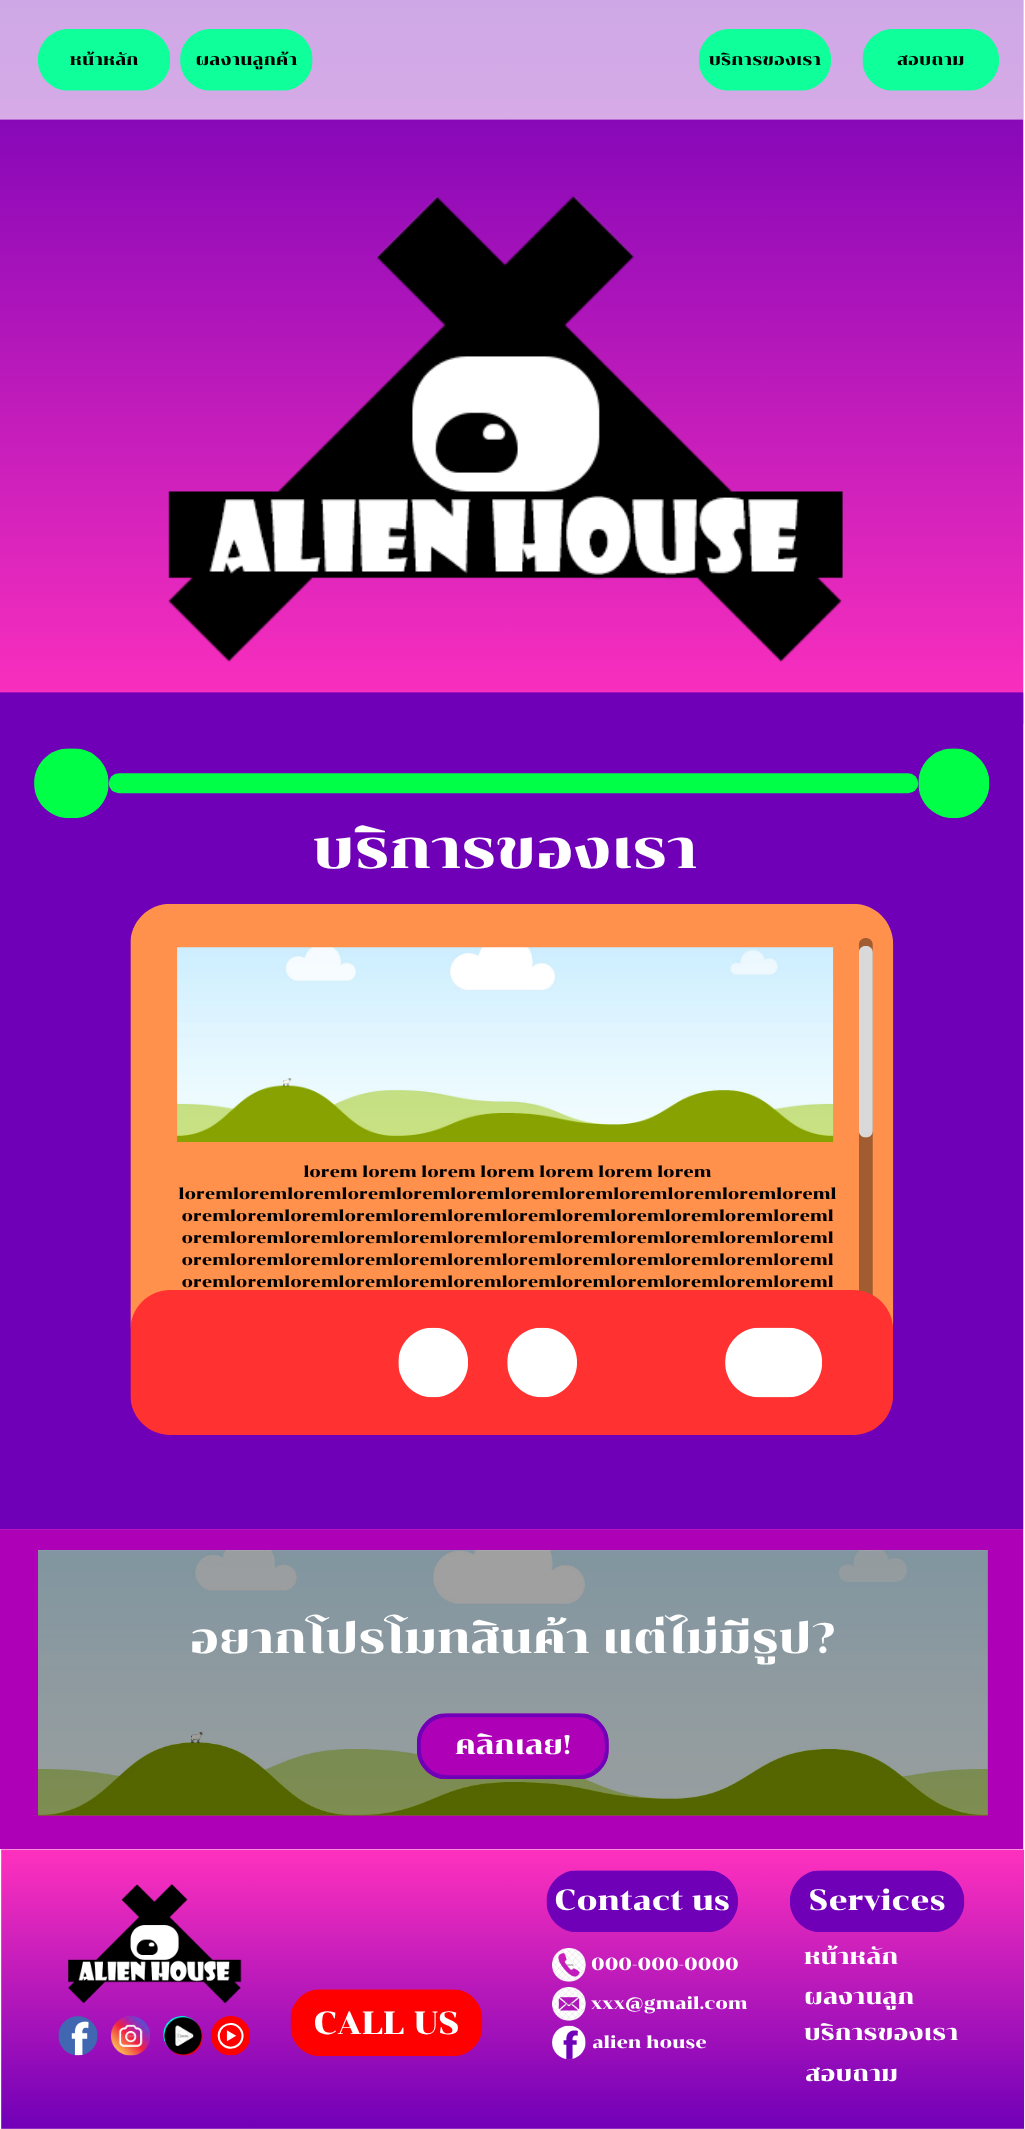 หน้าหลัก
ผลงานลูกค้า
บริการของเรา
สอบถาม
ALIEN HOUSE
บริการของเรา
lorem lorem lorem lorem lorem lorem lorem
loremloremloremloremloremloremloremloremloremloremloremloreml
oremloremloremloremloremloremloremloremloremloremloremloreml
oremloremloremloremloremloremloremloremloremloremloremloreml
oremloremloremloremloremloremloremloremloremloremloremloreml
oremloremloremloremloremloremloremloremloremloremloremloreml
อยากโปรโมทสินค้า แต่ไม่มีรูป?
คลิกเลย!
ALIEN HOUSE
CALL US
Contact us
000-000-0000
xxx@gmail.com
alien house
Services
หน้าหลัก
ผลงานลูก
บริการของเรา
สอบถาม